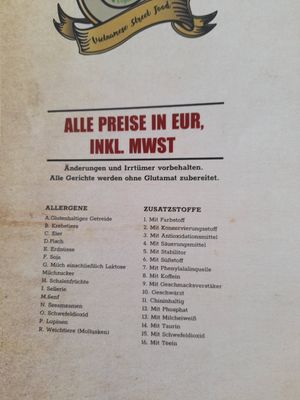 Vietnamese Street Food
ALLE PREISE IN EUR,
INKL. MWST
Änderungen und Irrtümer vorbehalten.
Alle Gerichte werden ohne Glutamat zubereitet.
ALLERGENE
A.Glutenhaltiges Getreide
B. Krebstiere
C. Eier
D.Fisch
E. Erdnüsse
F. Soja
G. Milch einschließlich Laktose
Milchzucker
H. Schalenfrüchte
I. Sellerie
M.Senf
N. Sesamsamen
O. Schwefeldioxid
P. Lupinen
R. Weichtiere (Mollusken)
ZUSATZSTOFFE
1. Mit Farbstoff
2. Mit Konservierungsstoff
3. Mit Antioxidationsmittel
4. Mit Säuerungsmittel
5. Mit Stabilitor
6. Mit Süßstoff
7. Mit Phenylalalinquelle
8. Mit Koffein
9. Mit Geschmacksverstäker
10. Geschwärzt
11. Chininhaltig
12. Mit Phosphat
13. Mit Milcheiweiß
14. Mit Taurin
15. Mit Schwefeldioxid
16. Mit Teein